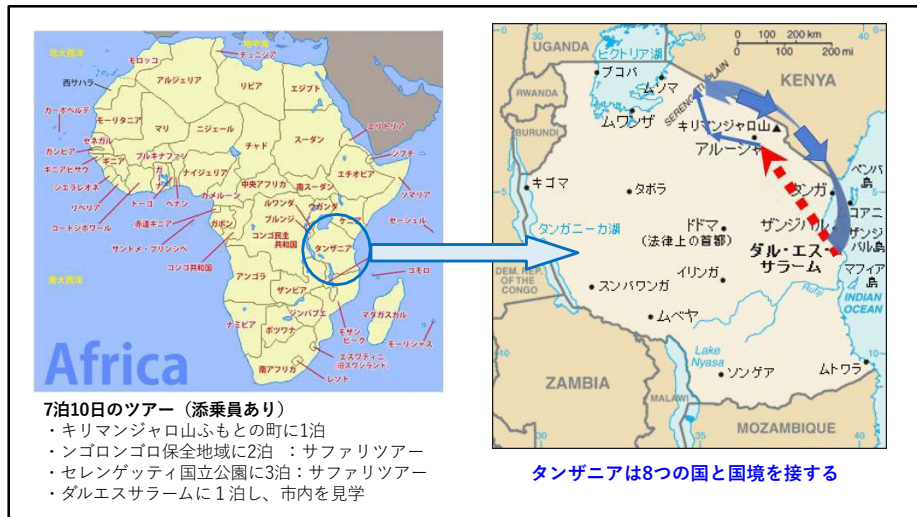 北大西洋
地中海
チュニジア
モロッコ
アルジェリア
リビア
エジプト
西サハラ
カーボベルデ
モーリタニア
マリ
ニジェール
チャド
スーダン
エリトリア
セネガル
ガンビア
ギニアビサウ
ギニア
ブルキナファソ
ガーナ
ナイジェリア
ジブチ
シエラレオネ
リベリア
コートジボワール
トーゴ
ベナン
カメルーン
中央アフリカ
南スーダン
エチオピア
ソマリア
赤道ギニア
サントメ・プリンシペ
ガボン
コンゴ共和国
コンゴ民主
共和国
ルワンダ
ブルンジ
ウガンダ
ケニア
タンザニア
セーシェル
コモロ
南大西洋
アンゴラ
ザンビア
ジンバブエ
マダガスカル
モーリシャス
ナミビア
ボツワナ
モザン
ビーク
エスワティニ
(旧スワジランド)
レソト
南アフリカ
Africa
7泊10日のツアー（添乗員あり）
・キリマンジャロ山ふもとの町に1泊
・ンゴロンゴロ保全地域に2泊 ：サファリツアー
・セレンゲッティ国立公園に3泊：サファリツアー
・ダルエスサラームに１泊し、市内を見学
30
35
0 100 200 km
0 100 200 mi
UGANDA
ビクトリア湖
ブコバ
ムソマ
KENYA
RWANDA
SERENGETI PLAIN
ムワンザ
BURUNDI
キリマンジャロ山
アルーシャ
ペンバ
島
キゴマ
タボラ
タンガ
5
コアニ
タンガニーカ湖
ドドマ
(法律上の首都)
ザンジバル
ザンジ
バル島
ダル・エス・
サラーム
DEM. REP.
OF THE
CONGO
イリンガ
マフィア
島
スンバワンガ
Rufiji
INDIAN
OCEAN
ムベヤ
10
Lake
Nyasa
10
ZAMBIA
ソンゲア
ムトワラ
MALAWI
MOZAMBIQUE
30
35
40
タンザニアは8つの国と国境を接する